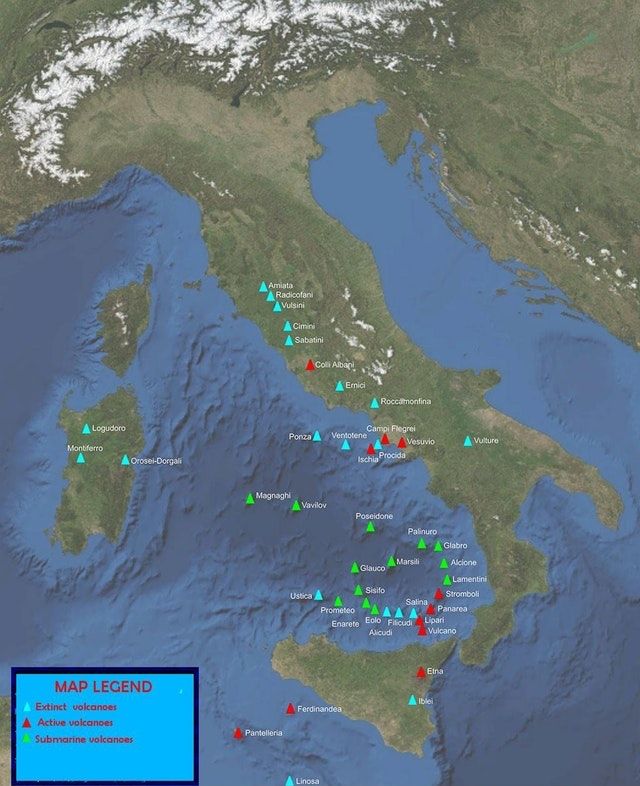 Amiata
Radicofani
Vulsini
Cimini
Sabatini
Colli Albani
Ernici
Roccamonfina
Logudoro
Campi Flegrei
Ponza
Ventotene
Vesuvio
Vulture
Montiferro
Procida
Ischia
Orosei-Dorgali
Magnaghi
Vavilov
Poseidone
Palinuro
Glabro
Marsili
Alcione
Glauco
Lamentini
Sisifo
Stromboli
Ustica
Salina
Prometeo
Panarea
Eolo
Filicudi
Lipari
Enarete
Alicudi
Vulcano
Etna
MAP LEGEND
Iblei
Extinct volcanoes
Ferdinandea
Active volcanoes
Pantelleria
Submarine volcanoes
Linosa